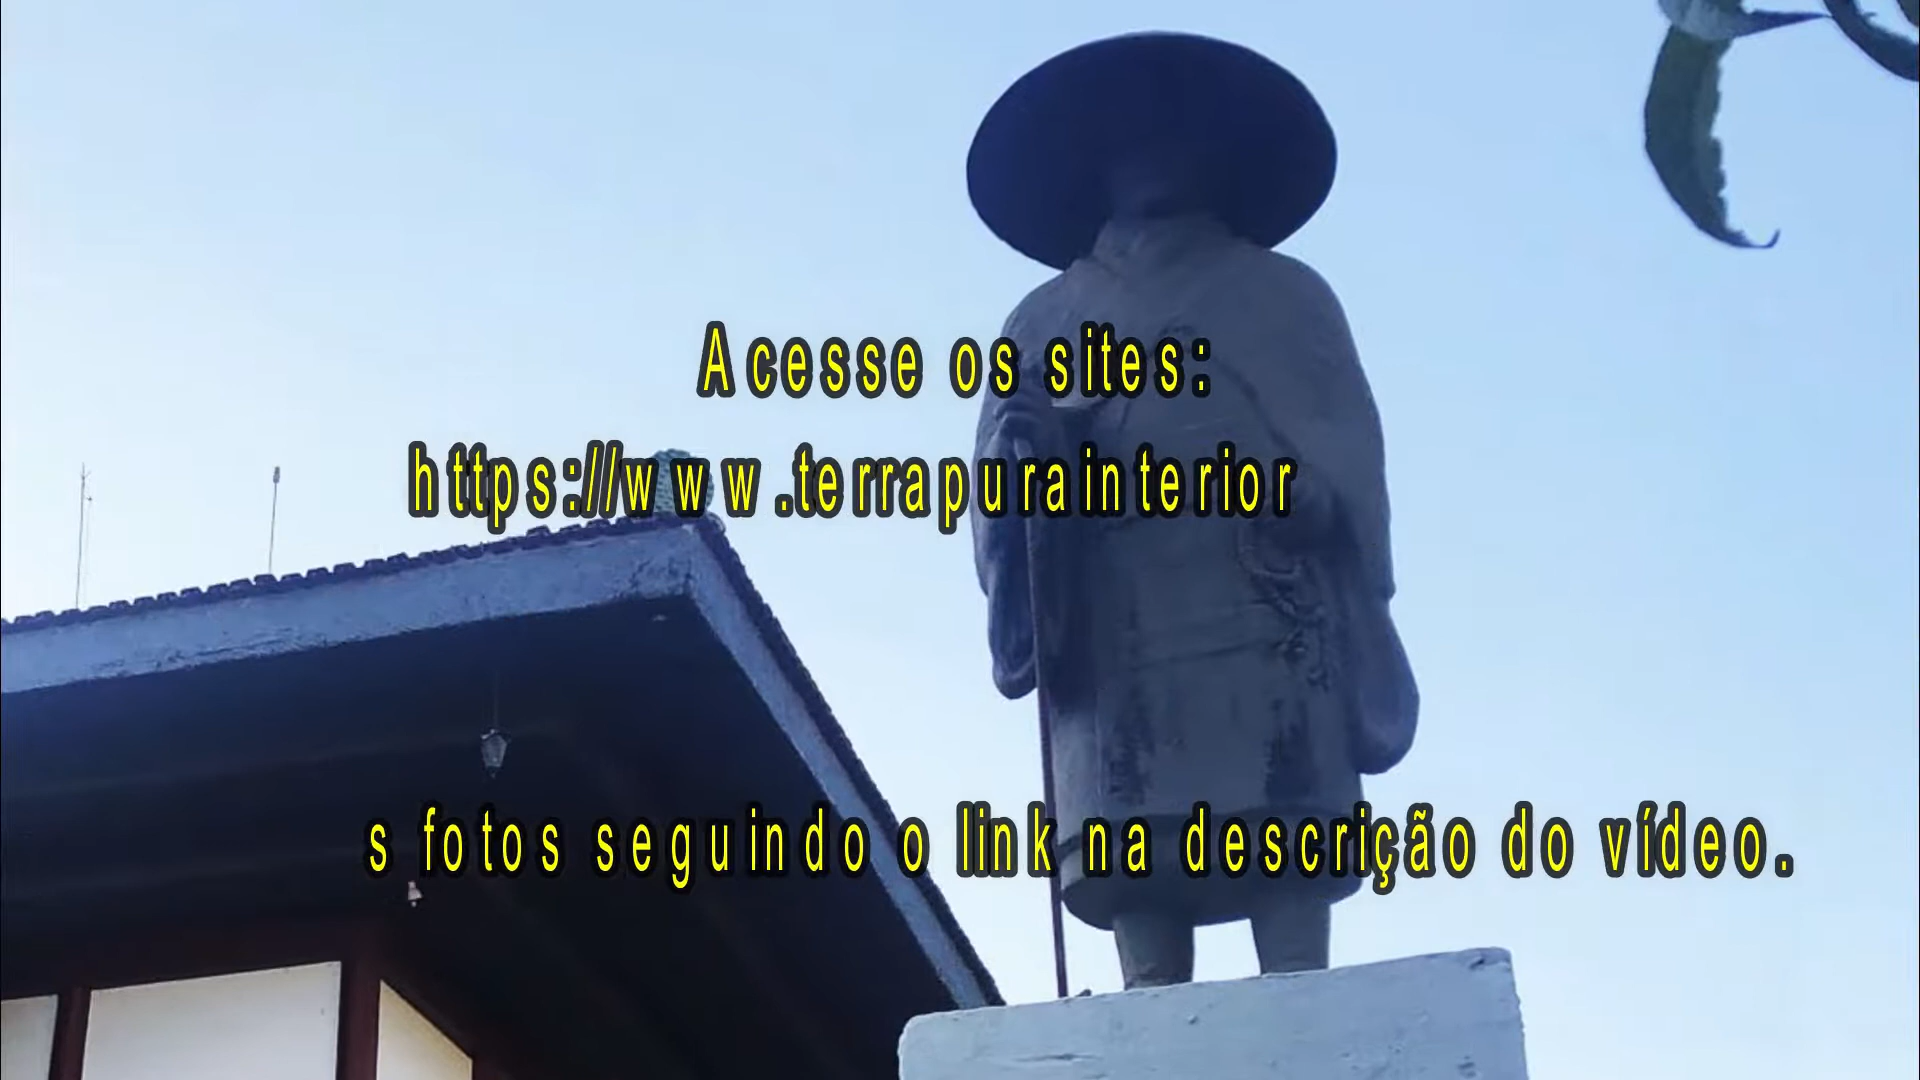 Acesse os sites:
https://www.terrapurainterior
s fotos seguindo o link na descrição do vídeo.